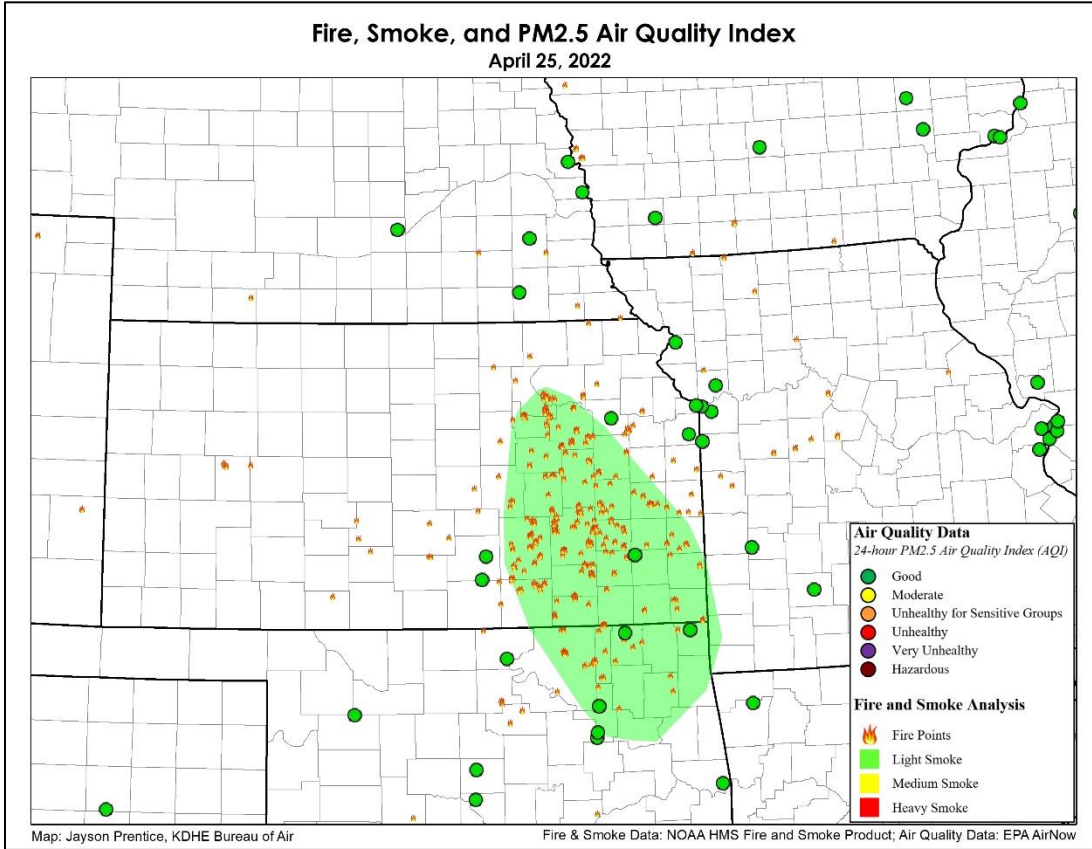 Fire, Smoke, and PM2.5 Air Quality Index
April 25, 2022
Air Quality Data
24-hour PM2.5 Air Quality Index (AQI)
Good
Moderate
Unhealthy for Sensitive Groups
Unhealthy
Very Unhealthy
Hazardous
Fire and Smoke Analysis
Fire Points
Light Smoke
Medium Smoke
Heavy Smoke
Map: Jayson Prentice, KDHE Bureau of Air
Fire & Smoke Data: NOAA HMS Fire and Smoke Product; Air Quality Data: EPA AirNow